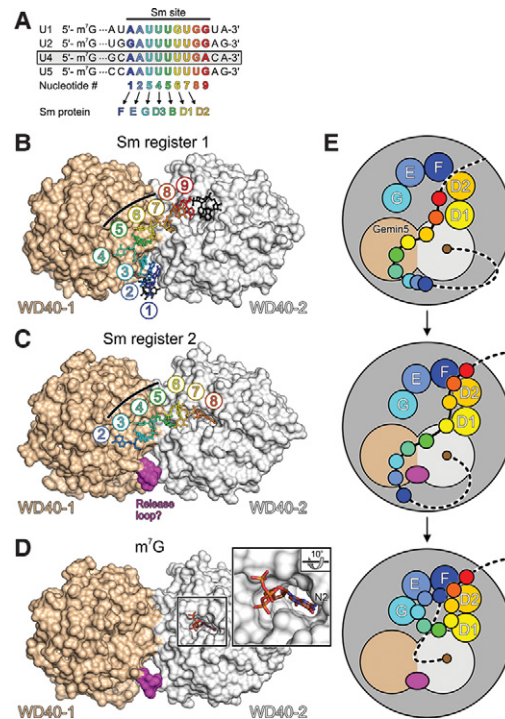 A
Sm site
U1 5'- m⁷G ···AUAAUUUGUGGUA-3'
U2 5'- m⁷G ···UGGAUUUUUGGAG-3'
U4 5'- m⁷G ···GCAAUUUUUGACA-3'
U5 5'- m⁷G ···GCAAUUUUUGGAG-3'
Nucleotide # 1 2 3 4 5 6 7 8 9
Sm protein F E G D3 B D1 D2
B
Sm register 1
1 2 3 4 5 6 7 8 9
WD40-1 WD40-2
C
Sm register 2
2 3 4 5 6 7 8
Release loop?
WD40-1 WD40-2
D
m⁷G
10°
N2
WD40-1 WD40-2
E
E F G D2 D1
Gemin5
E F G D2 D1
E F G D2 D1